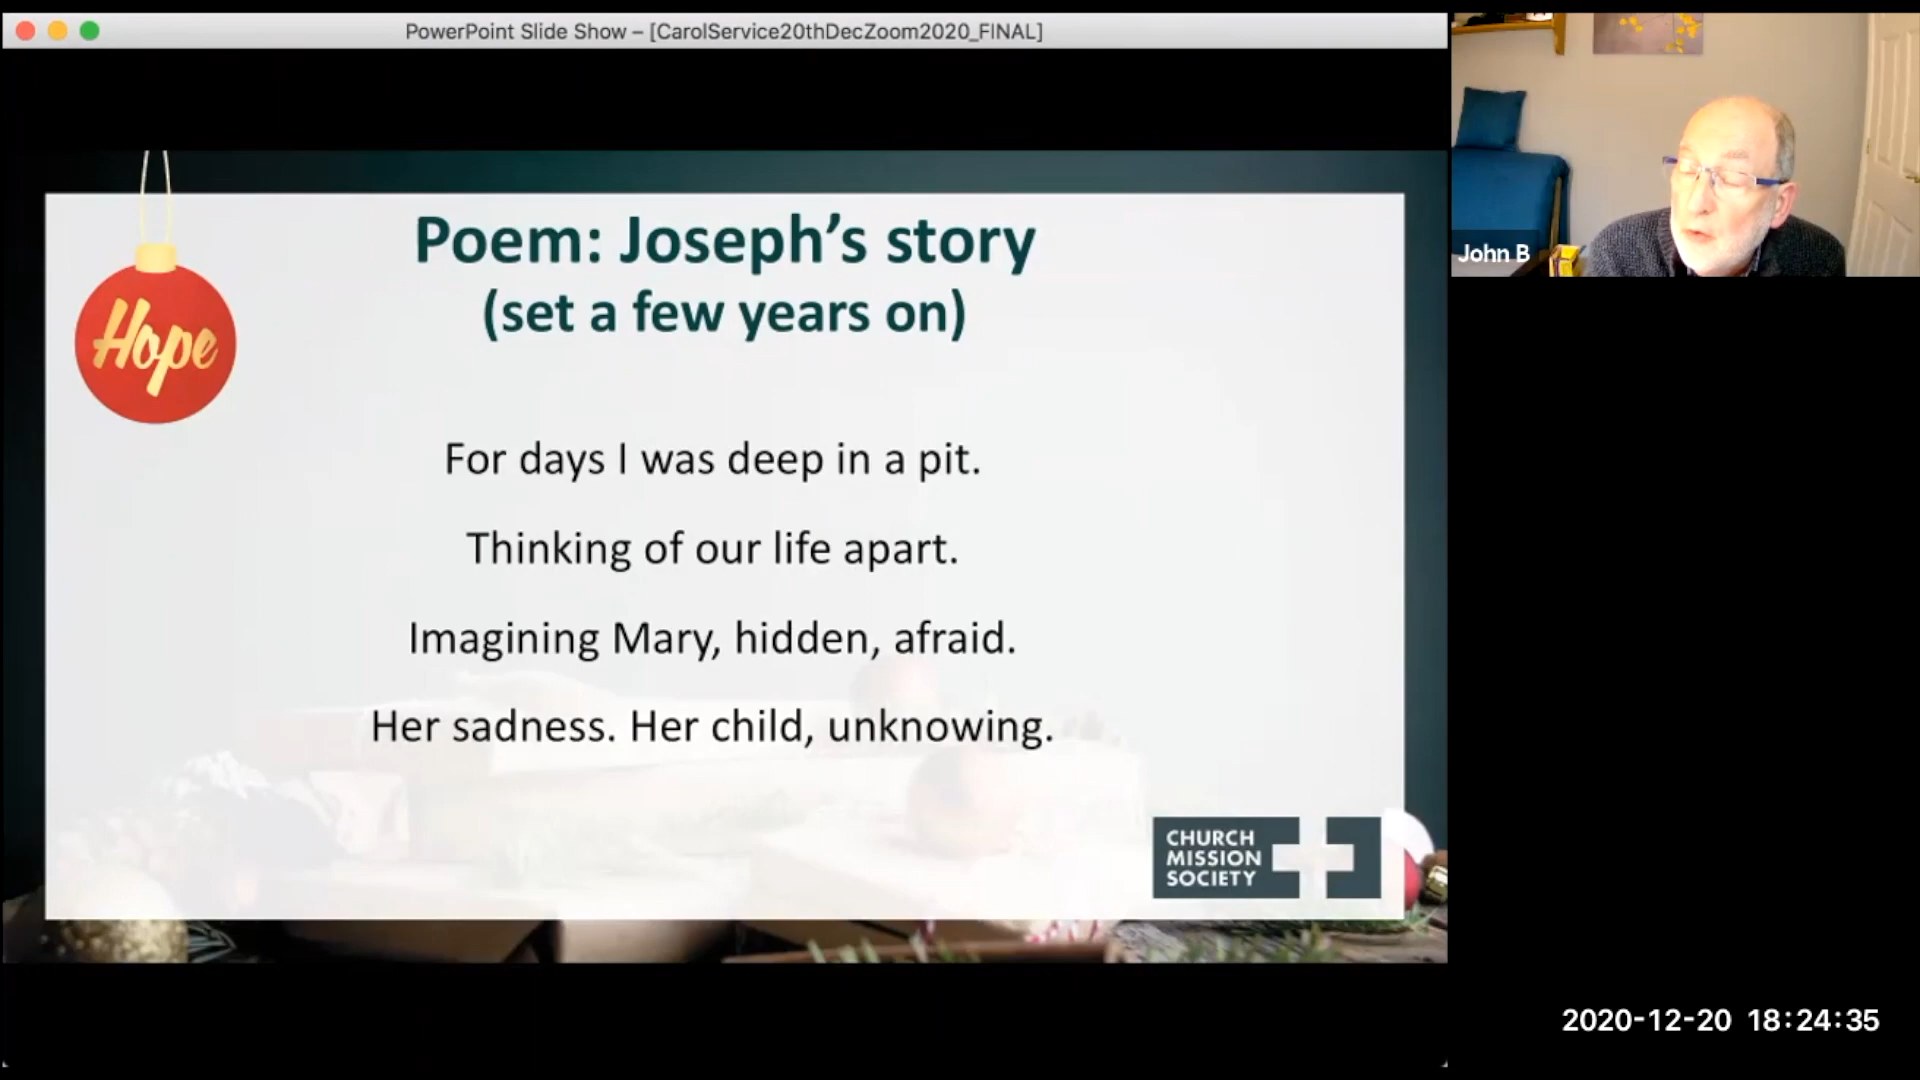 PowerPoint Slide Show – [CarolService20thDecZoom2020_FINAL]
Hope
Poem: Joseph's story
(set a few years on)
For days I was deep in a pit.
Thinking of our life apart.
Imagining Mary, hidden, afraid.
Her sadness. Her child, unknowing.
CHURCH
MISSION
SOCIETY
John B
2020-12-20 18:24:35